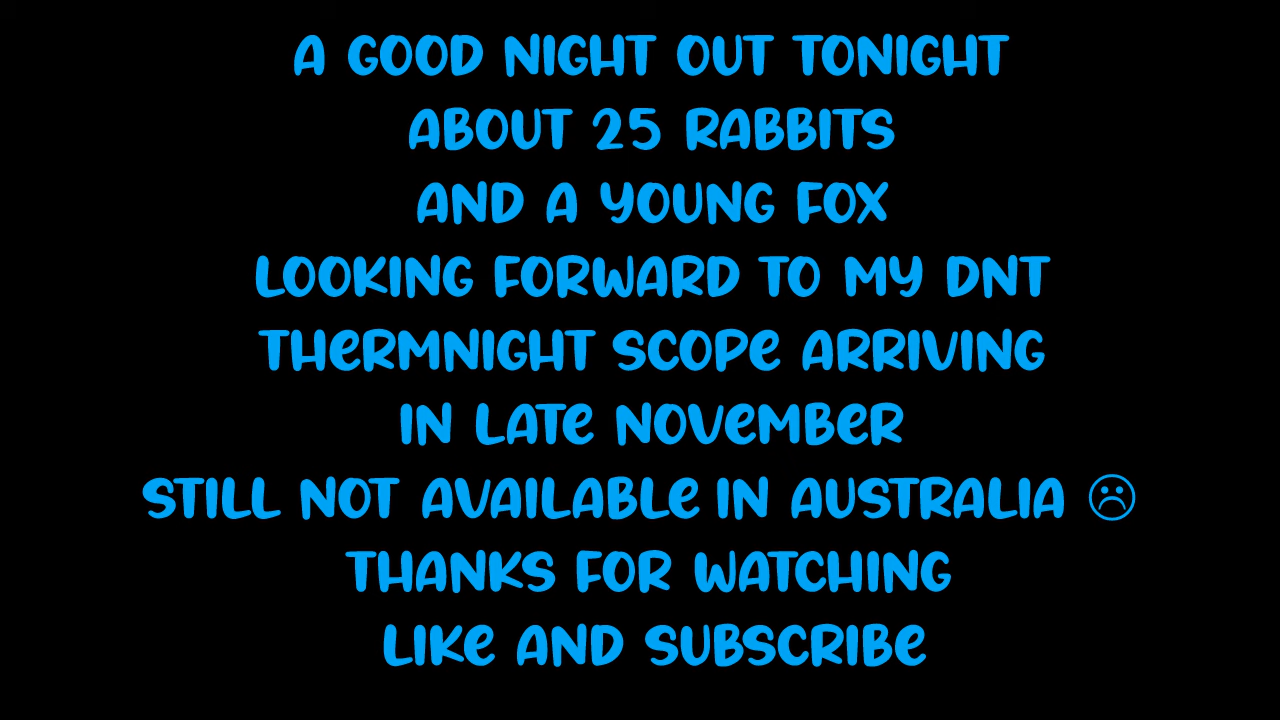 A GOOD NIGHT OUT TONIGHT
ABOUT 25 RABBITS
AND A YOUNG FOX
LOOKING FORWARD TO MY DNT
THERMNIGHT SCOPE ARRIVING
IN LATE NOVEMBER
STILL NOT AVAILABLE IN AUSTRALIA ☹
THANKS FOR WATCHING
LIKE AND SUBSCRIBE